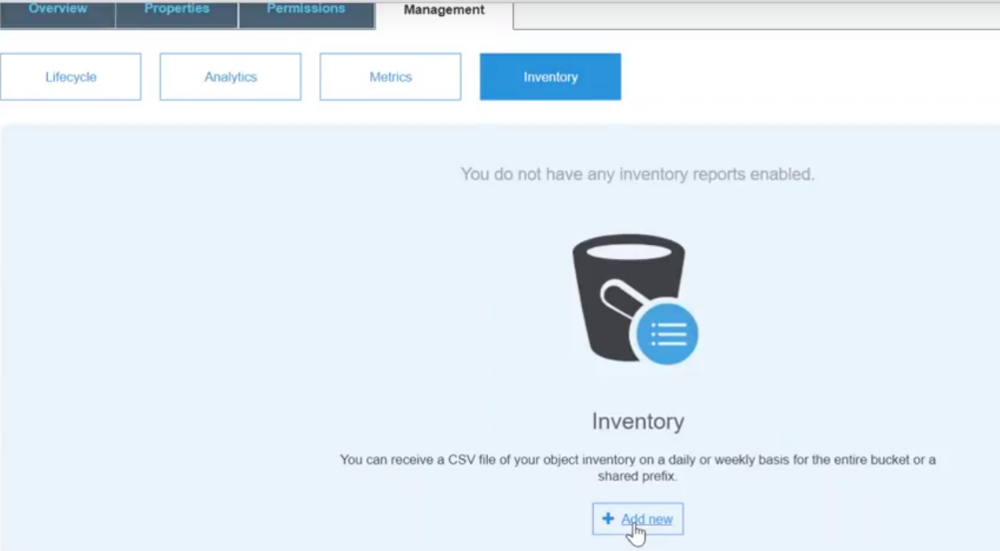 Overview Properties Permissions Management
Lifecycle Analytics Metrics Inventory
You do not have any inventory reports enabled.
Inventory
You can receive a CSV file of your object inventory on a daily or weekly basis for the entire bucket or a
shared prefix.
+ Add new